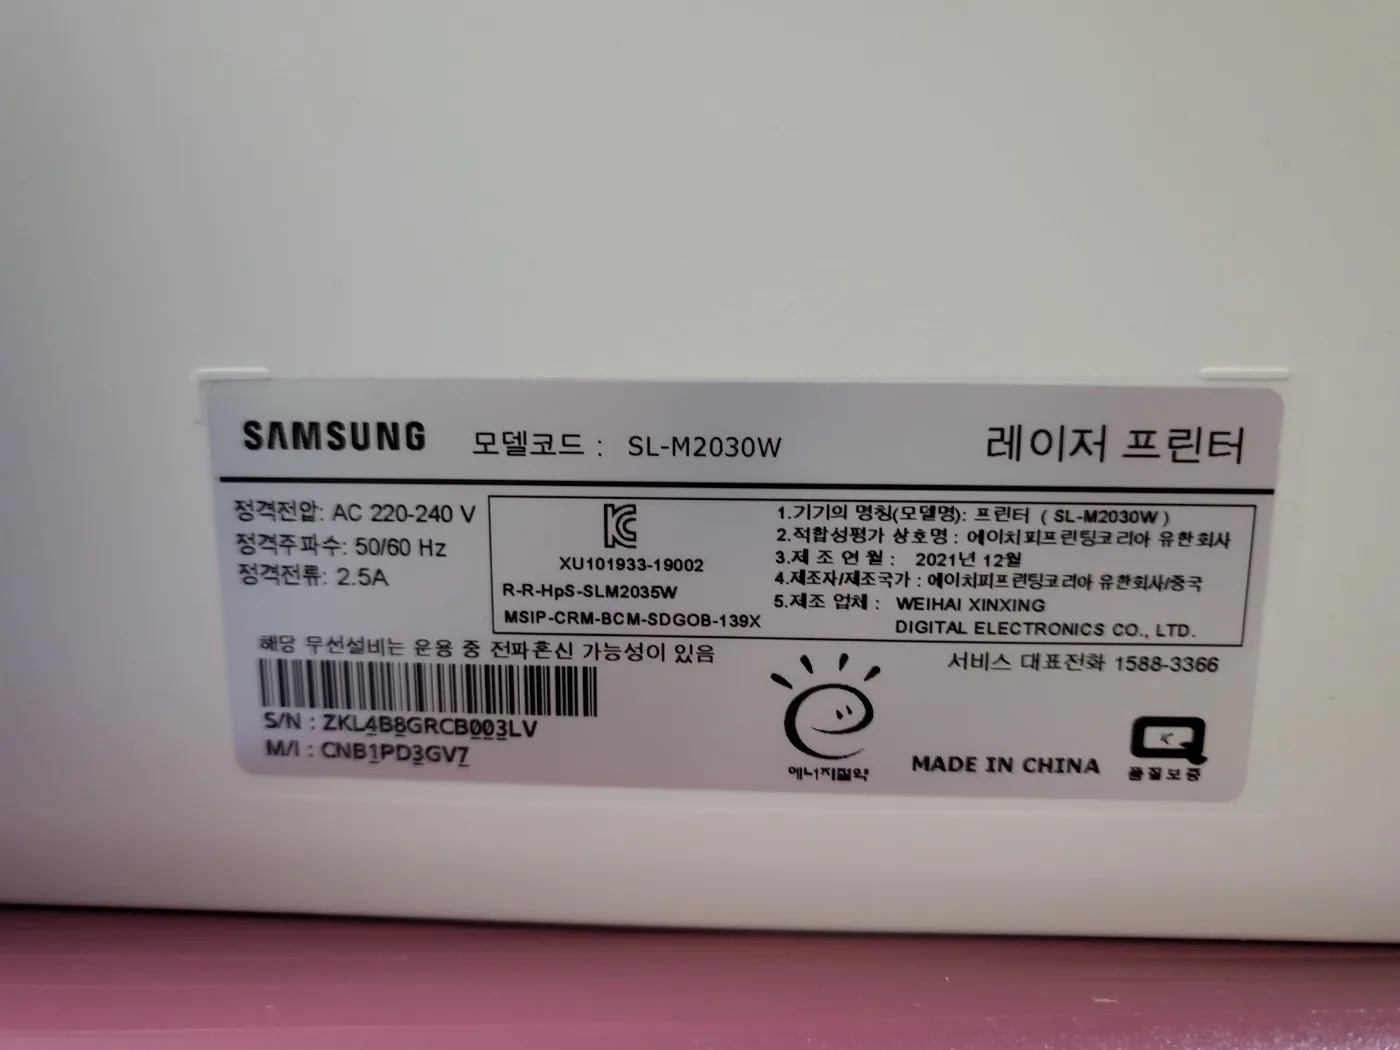 SAMSUNG 모델코드 : SL-M2030W 레이저 프린터
정격전압: AC 220-240 V
정격주파수: 50/60 Hz
정격전류: 2.5A
XU101933-19002
R-R-HpS-SLM2035W
MSIP-CRM-BCM-SDGOB-139X
1.기기의 명칭(모델명): 프린터 ( SL-M2030W )
2.적합성평가 상호명 : 에이치피프린팅코리아 유한회사
3.제 조 연 월 : 2021년 12월
4.제조자/제조국가 : 에이치피프린팅코리아 유한회사/중국
5.제조 업체 : WEIHAI XINXING
DIGITAL ELECTRONICS CO., LTD.
해당 무선설비는 운용 중 전파혼신 가능성이 있음
서비스 대표전화 1588-3366
S/N : ZKL4B8GRCB003LV
M/I : CNB1PD3GV7
에너지절약
MADE IN CHINA
품질보증